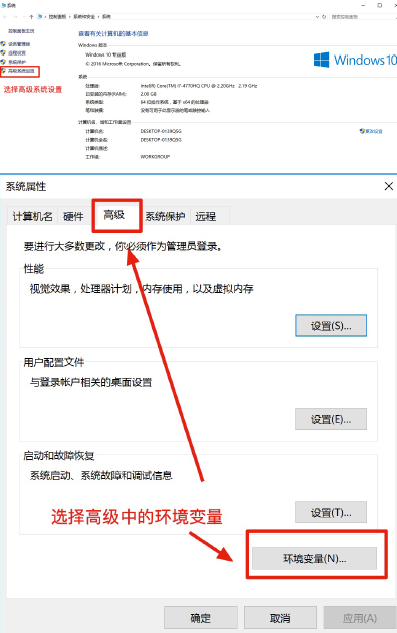 系统
控制面板 › 系统和安全 › 系统
搜索控制面板
控制面板主页
设备管理器
远程设置
系统保护
高级系统设置
选择高级系统设置
查看有关计算机的基本信息
Windows 版本
Windows 10 专业版
© 2016 Microsoft Corporation。保留所有权利。
Windows 10
系统
处理器: Intel(R) Core(TM) i7-4770HQ CPU @ 2.20GHz 2.19 GHz
已安装的内存(RAM): 2.00 GB
系统类型: 64 位操作系统，基于 x64 的处理器
笔和触摸: 没有可用于此显示器的笔或触控输入
计算机名、域和工作组设置
计算机名: DESKTOP-0139Q5G
更改设置
计算机全名: DESKTOP-0139Q5G
计算机描述:
工作组: WORKGROUP
系统属性
计算机名 硬件 高级 系统保护 远程
要进行大多数更改，你必须作为管理员登录。
性能
视觉效果，处理器计划，内存使用，以及虚拟内存
设置(S)...
用户配置文件
与登录帐户相关的桌面设置
设置(E)...
启动和故障恢复
系统启动、系统故障和调试信息
设置(T)...
选择高级中的环境变量
环境变量(N)...
确定 取消 应用(A)